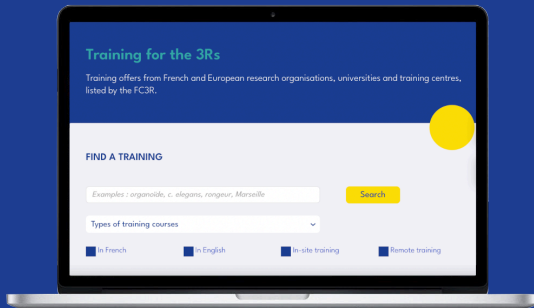 Training for the 3Rs
Training offers from French and European research organisations, universities and training centres,
listed by the FC3R.
FIND A TRAINING
Examples : organoïde, c. elegans, rongeur, Marseille
Search
Types of training courses
In French
in English
In-site training
Remote training